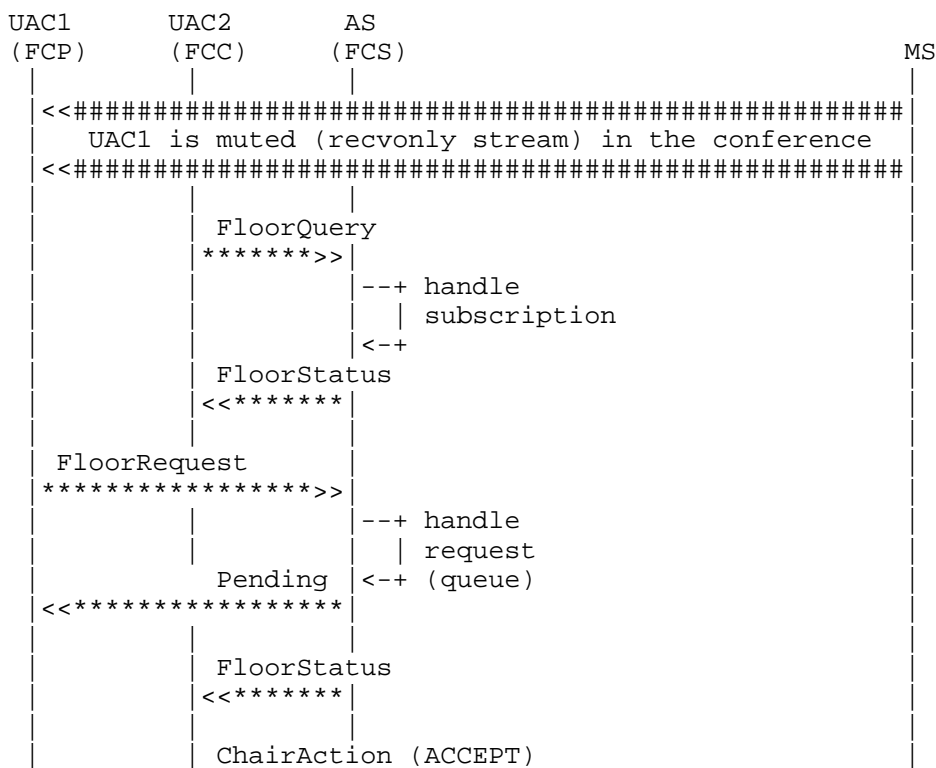 UAC1 UAC2 AS
(FCP) (FCC) (FCS) MS
| | | |
|<<####################################################|
| UAC1 is muted (recvonly stream) in the conference |
|<<####################################################|
| | | |
| | FloorQuery |
| |*******>>| |
| | |--+ handle |
| | | | subscription |
| | |<-+ |
| | FloorStatus |
| |<<*******| |
| | | |
| FloorRequest | |
|*****************>>| |
| | |--+ handle |
| | | | request |
| Pending |<-+ (queue) |
|<<*****************| |
| | | |
| | FloorStatus |
| |<<*******| |
| | | |
| | ChairAction (ACCEPT) |